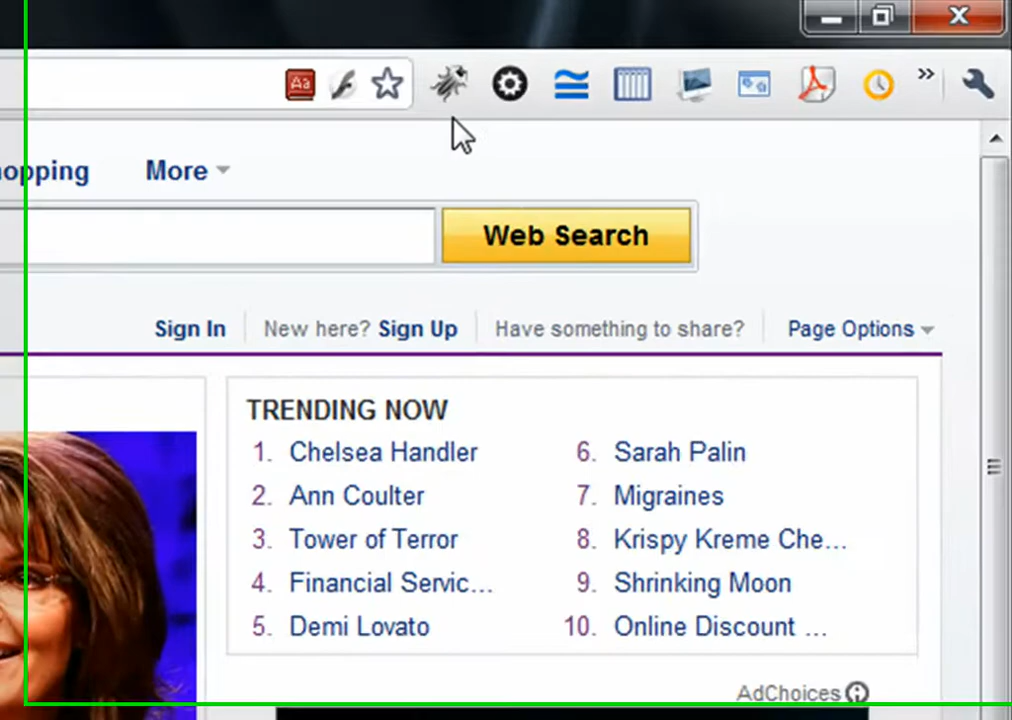 Aa
opping More
Web Search
Sign In New here? Sign Up Have something to share? Page Options
TRENDING NOW
1. Chelsea Handler
2. Ann Coulter
3. Tower of Terror
4. Financial Servic...
5. Demi Lovato
6. Sarah Palin
7. Migraines
8. Krispy Kreme Che...
9. Shrinking Moon
10. Online Discount ...
AdChoices